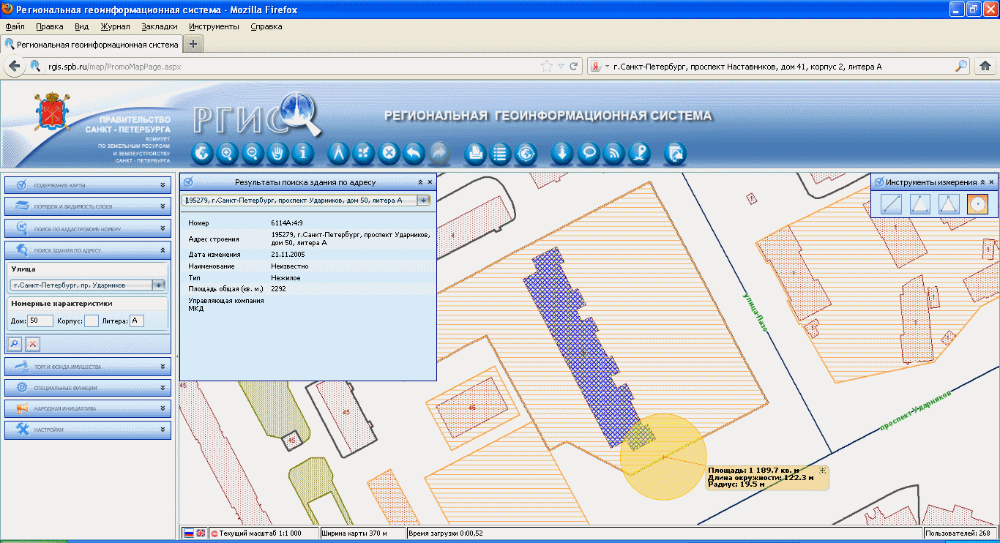 Региональная геоинформационная система - Mozilla Firefox
Файл Правка Вид Журнал Закладки Инструменты Справка
Региональная геоинформационная система
rgis.spb.ru/map/PromoMapPage.aspx
г.Санкт-Петербург, проспект Наставников, дом 41, корпус 2, литера А
ПРАВИТЕЛЬСТВО
САНКТ - ПЕТЕРБУРГА
КОМИТЕТ
ПО ЗЕМЕЛЬНЫМ РЕСУРСАМ
И ЗЕМЛЕУСТРОЙСТВУ
САНКТ - ПЕТЕРБУРГА
РГИС
РЕГИОНАЛЬНАЯ ГЕОИНФОРМАЦИОННАЯ СИСТЕМА
СОДЕРЖАНИЕ КАРТЫ
ПОРЯДОК И ВИДИМОСТЬ СЛОЕВ
ПОИСК ПО КАДАСТРОВОМУ НОМЕРУ
ПОИСК ЗДАНИЯ ПО АДРЕСУ
Улица
г.Санкт-Петербург, пр. Ударников
Номерные характеристики
Дом: 50 Корпус: Литера: А
ТОРГИ ФОНДА ИМУЩЕСТВА
СПЕЦИАЛЬНЫЕ ФУНКЦИИ
НАРОДНАЯ ИНИЦИАТИВА
НАСТРОЙКИ
Результаты поиска здания по адресу
195279, г.Санкт-Петербург, проспект Ударников, дом 50, литера А
Номер 6114А:4:9
Адрес строения 195279, г.Санкт-Петербург, проспект Ударников,
дом 50, литера А
Дата изменения 21.11.2005
Наименование Неизвестно
Тип Нежилое
Площадь общая (кв. м.) 2292
Управляющая компания
МКД
Инструменты измерения
4
улица Лазо
проспект Ударников
45
45
45
46
Площадь: 1 189.7 кв. м
Длина окружности: 122.3 м
Радиус: 19.5 м
Текущий масштаб 1:1 000
Ширина карты 370 м
Время загрузки 0:00,52
Пользователей: 268